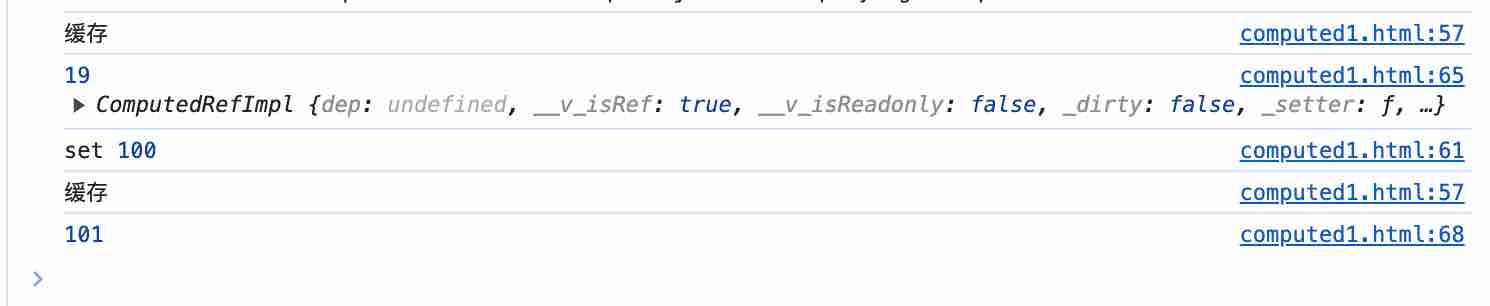 缓存 computed1.html:57
19 computed1.html:65
▶ ComputedRefImpl {dep: undefined, __v_isRef: true, __v_isReadonly: false, _dirty: false, _setter: ƒ, …}
set 100 computed1.html:61
缓存 computed1.html:57
101 computed1.html:68
>